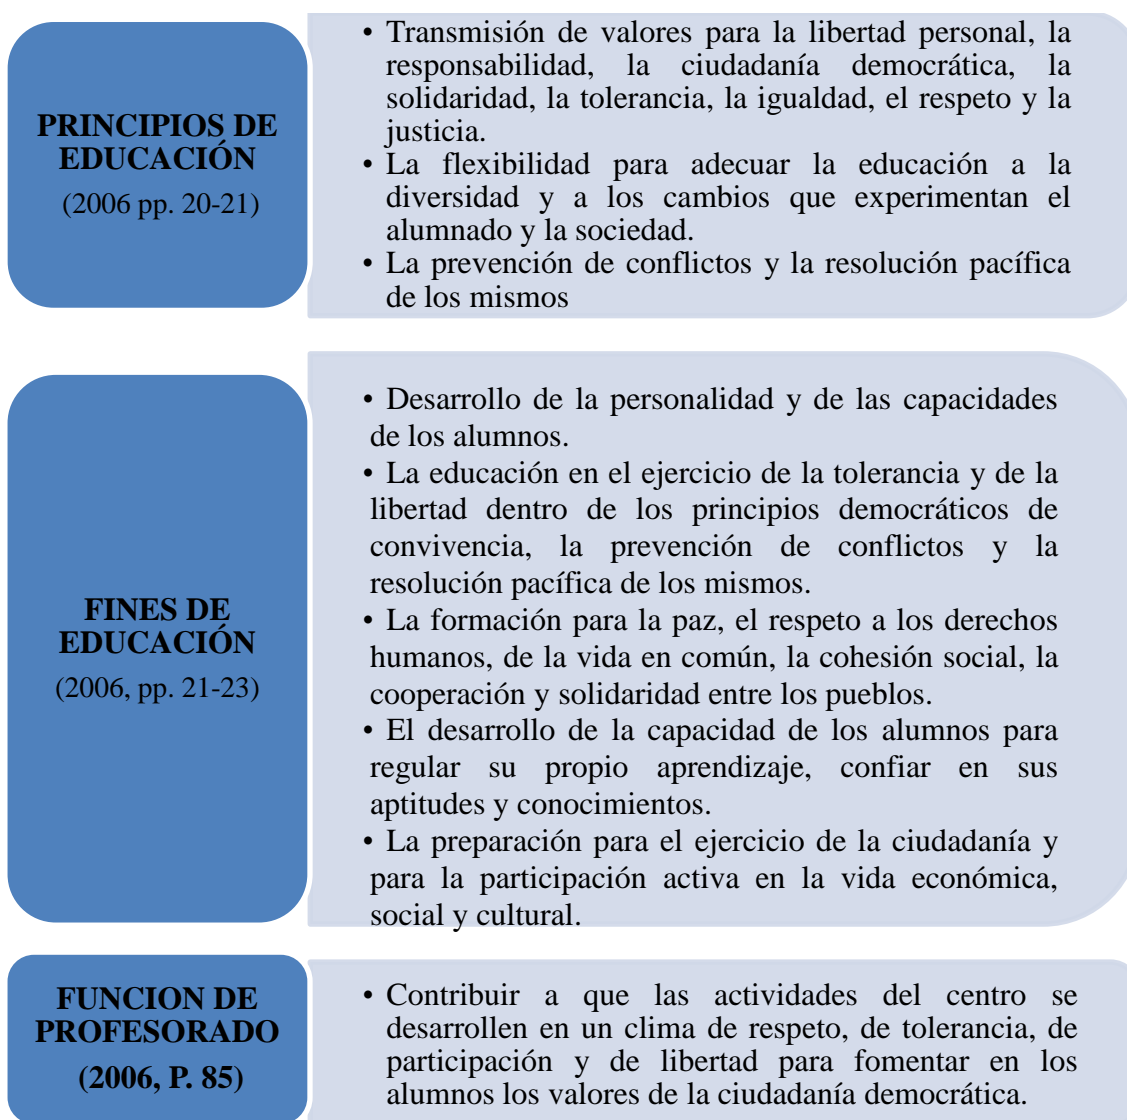 PRINCIPIOS DE
EDUCACIÓN
(2006 pp. 20-21)
• Transmisión de valores para la libertad personal, la
responsabilidad, la ciudadanía democrática, la
solidaridad, la tolerancia, la igualdad, el respeto y la
justicia.
• La flexibilidad para adecuar la educación a la
diversidad y a los cambios que experimentan el
alumnado y la sociedad.
• La prevención de conflictos y la resolución pacífica
de los mismos
FINES DE
EDUCACIÓN
(2006, pp. 21-23)
• Desarrollo de la personalidad y de las capacidades
de los alumnos.
• La educación en el ejercicio de la tolerancia y de la
libertad dentro de los principios democráticos de
convivencia, la prevención de conflictos y la
resolución pacífica de los mismos.
• La formación para la paz, el respeto a los derechos
humanos, de la vida en común, la cohesión social, la
cooperación y solidaridad entre los pueblos.
• El desarrollo de la capacidad de los alumnos para
regular su propio aprendizaje, confiar en sus
aptitudes y conocimientos.
• La preparación para el ejercicio de la ciudadanía y
para la participación activa en la vida económica,
social y cultural.
FUNCION DE
PROFESORADO
(2006, P. 85)
• Contribuir a que las actividades del centro se
desarrollen en un clima de respeto, de tolerancia, de
participación y de libertad para fomentar en los
alumnos los valores de la ciudadanía democrática.